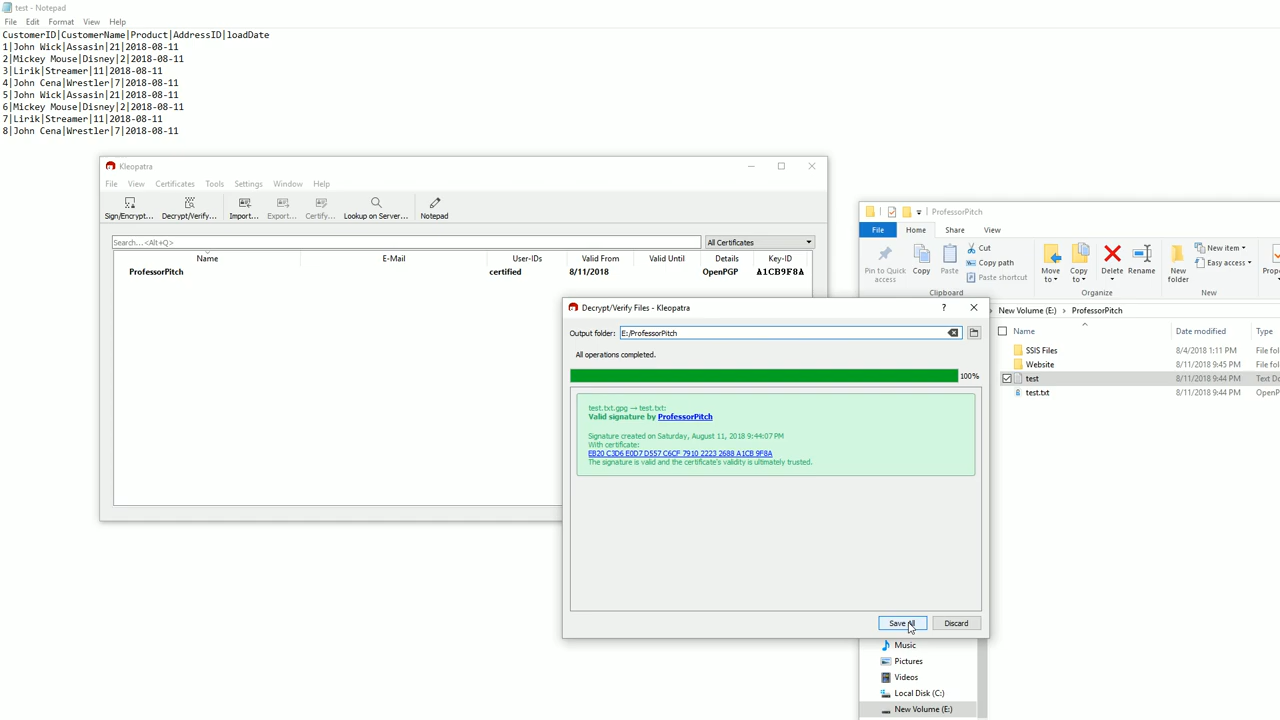 test - Notepad
File Edit Format View Help
CustomerID|CustomerName|Product|AddressID|loadDate
1|John Wick|Assasin|21|2018-08-11
2|Mickey Mouse|Disney|2|2018-08-11
3|Lirik|Streamer|11|2018-08-11
4|John Cena|Wrestler|7|2018-08-11
5|John Wick|Assasin|21|2018-08-11
6|Mickey Mouse|Disney|2|2018-08-11
7|Lirik|Streamer|11|2018-08-11
8|John Cena|Wrestler|7|2018-08-11
Kleopatra
File View Certificates Tools Settings Window Help
Sign/Encrypt... Decrypt/Verify... Import... Export... Certify... Lookup on Server... Notepad
Search...<Alt+Q> All Certificates
Name E-Mail User-IDs Valid From Valid Until Details Key-ID
ProfessorPitch certified 8/11/2018 OpenPGP A1CB9F8A
Decrypt/Verify Files - Kleopatra ?
Output folder: E:/ProfessorPitch
All operations completed.
100%
test.txt.gpg → test.txt:
Valid signature by ProfessorPitch
Signature created on Saturday, August 11, 2018 9:44:07 PM
With certificate:
EB20 C3D6 E0D7 D557 C6CF 7910 2223 2688 A1CB 9F8A
The signature is valid and the certificate's validity is ultimately trusted.
Save All Discard
ProfessorPitch
File Home Share View
Pin to Quick access
Copy
Paste
Cut
Copy path
Paste shortcut
Move to
Copy to
Delete
Rename
New folder
New item
Easy access
Clipboard Organize New
New Volume (E:) > ProfessorPitch
Name Date modified Type
SSIS Files 8/4/2018 1:11 PM File fol
Website 8/11/2018 9:45 PM File fol
test 8/11/2018 9:44 PM Text Do
test.txt 8/11/2018 9:44 PM OpenP
Music
Pictures
Videos
Local Disk (C:)
New Volume (E:)